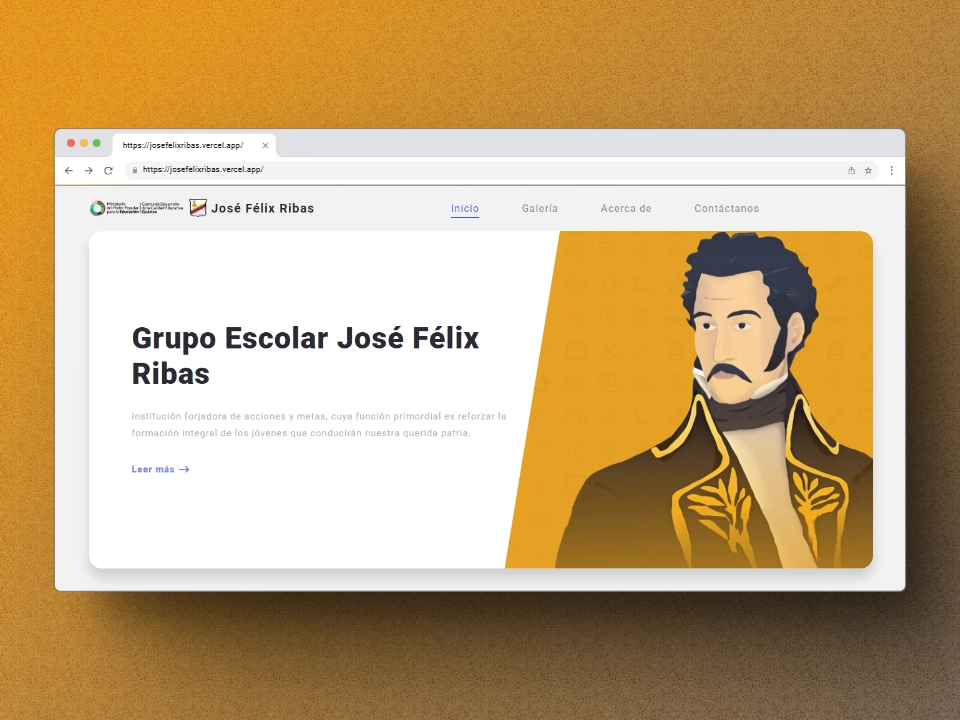 https://josefelixribas.vercel.app/
https://josefelixribas.vercel.app/
Ministerio
del Poder Popular
para la Educación
Centros de Desarrollo
de la Calidad Educativa
Guárico
José Félix Ribas
Inicio
Galería
Acerca de
Contáctanos
Grupo Escolar José Félix
Ribas
Institución forjadora de acciones y metas, cuya función primordial es reforzar la
formación integral de los jóvenes que conducirán nuestra querida patria.
Leer más